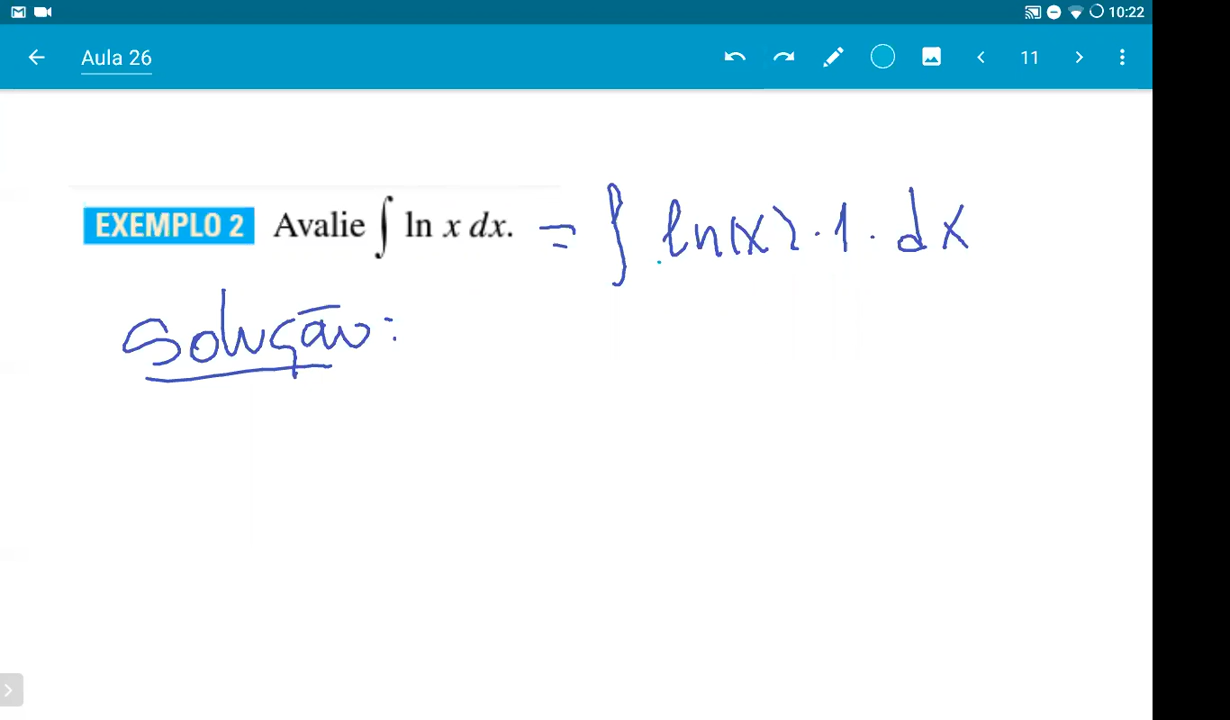 10:22
Aula 26
11
EXEMPLO 2 Avalie ∫ ln x dx. = ∫ ln(x) · 1 · dx
Solução: